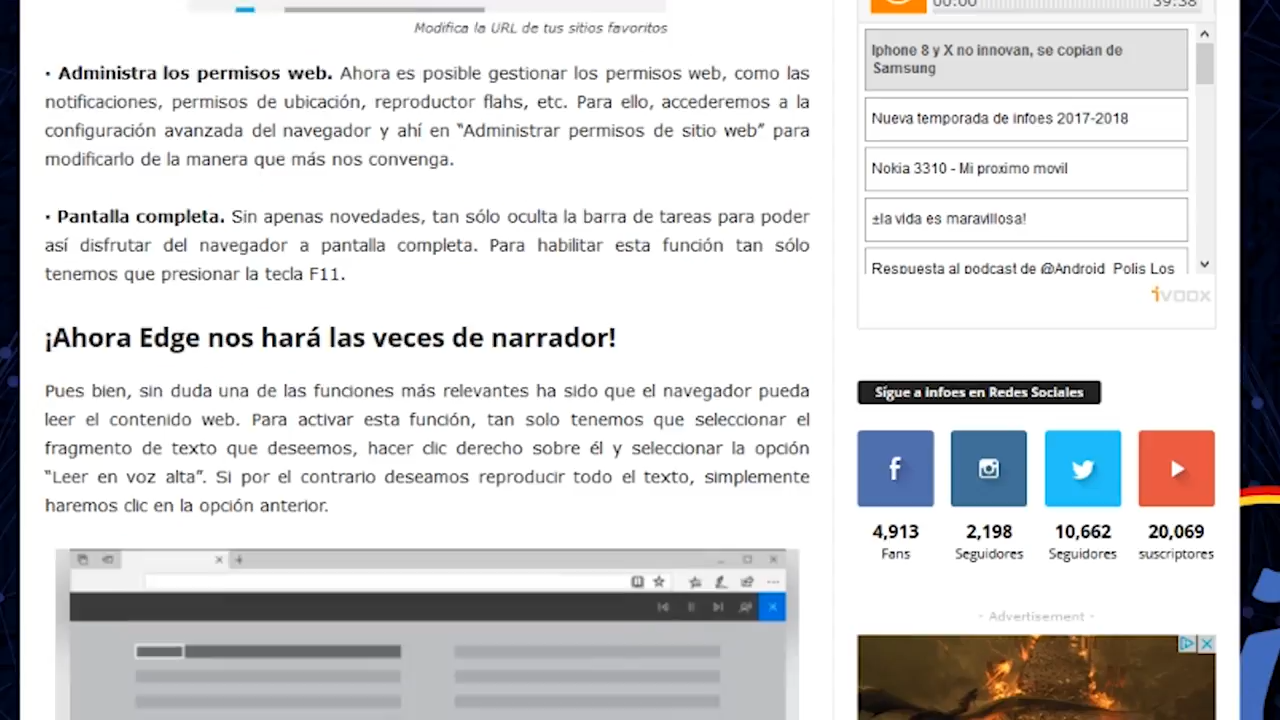 Modifica la URL de tus sitios favoritos
· Administra los permisos web. Ahora es posible gestionar los permisos web, como las
notificaciones, permisos de ubicación, reproductor flahs, etc. Para ello, accederemos a la
configuración avanzada del navegador y ahí en “Administrar permisos de sitio web” para
modificarlo de la manera que más nos convenga.
· Pantalla completa. Sin apenas novedades, tan sólo oculta la barra de tareas para poder
así disfrutar del navegador a pantalla completa. Para habilitar esta función tan sólo
tenemos que presionar la tecla F11.
¡Ahora Edge nos hará las veces de narrador!
Pues bien, sin duda una de las funciones más relevantes ha sido que el navegador pueda
leer el contenido web. Para activar esta función, tan solo tenemos que seleccionar el
fragmento de texto que deseemos, hacer clic derecho sobre él y seleccionar la opción
“Leer en voz alta”. Si por el contrario deseamos reproducir todo el texto, simplemente
haremos clic en la opción anterior.
00:00 39:38
Iphone 8 y X no innovan, se copian de
Samsung
Nueva temporada de infoes 2017-2018
Nokia 3310 - Mi proximo movil
±la vida es maravillosa!
Respuesta al podcast de @Android_Polis Los
ivoox
Sígue a infoes en Redes Sociales
4,913 2,198 10,662 20,069
Fans Seguidores Seguidores suscriptores
- Advertisement -